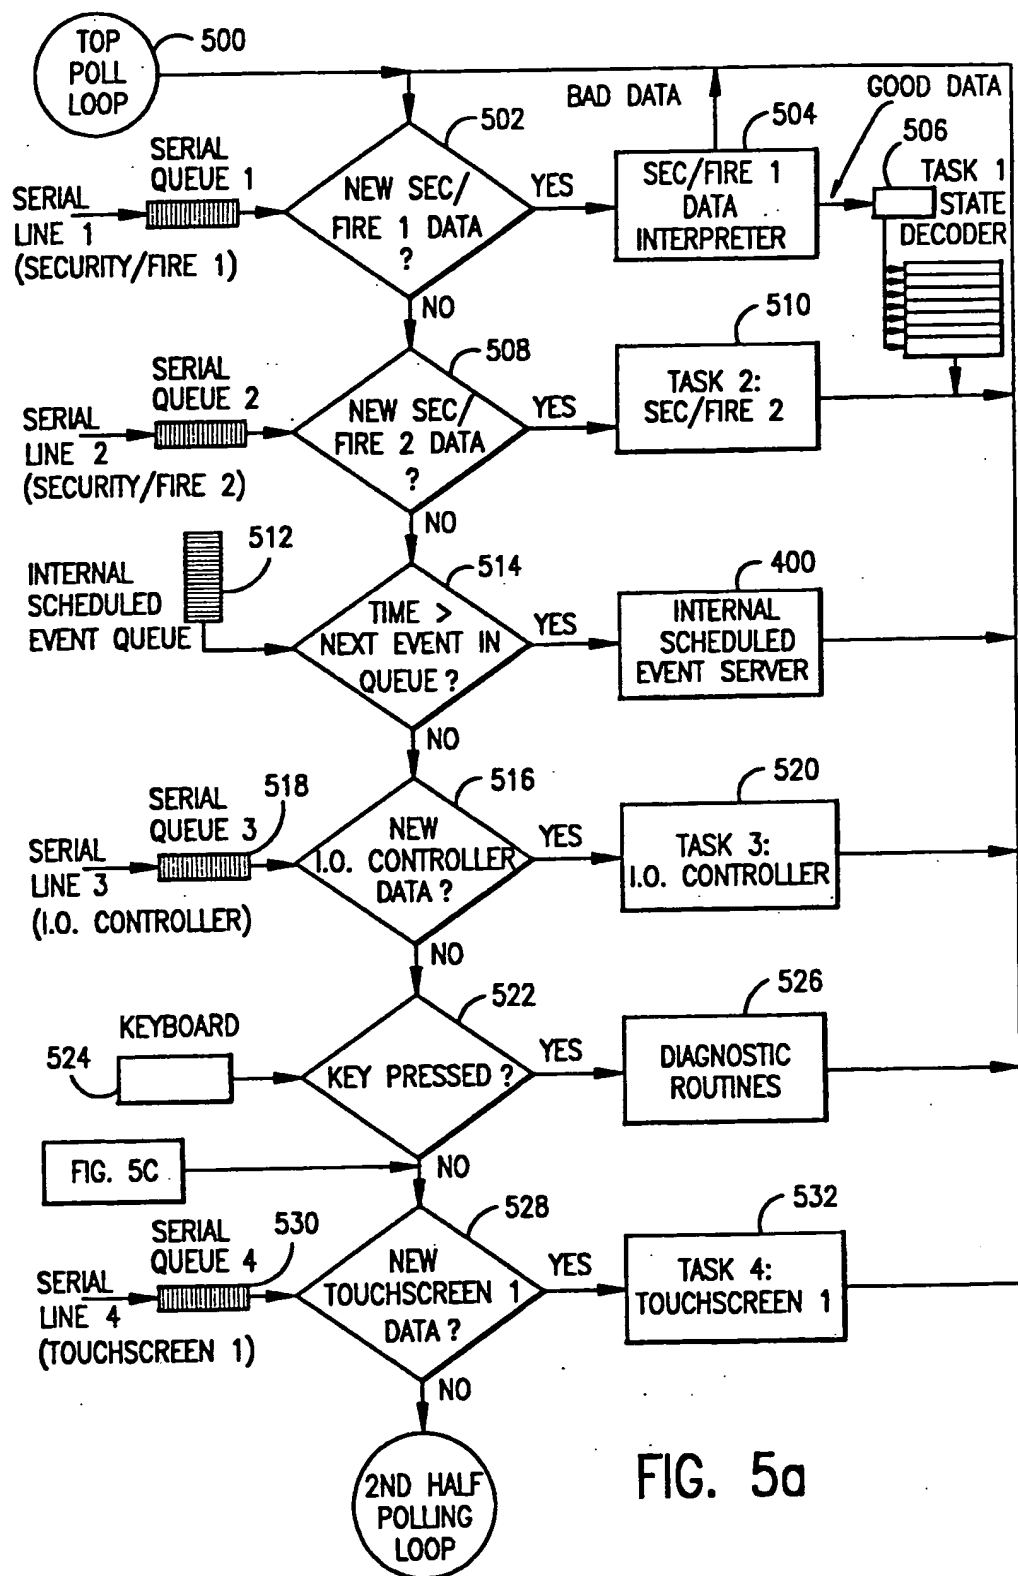 TOP
POLL
LOOP
500
BAD DATA
GOOD DATA
502
504
506
SERIAL
QUEUE 1
SERIAL
LINE 1
(SECURITY/FIRE 1)
NEW SEC/
FIRE 1 DATA
?
YES
SEC/FIRE 1
DATA
INTERPRETER
TASK 1
STATE
DECODER
NO
508
510
SERIAL
QUEUE 2
SERIAL
LINE 2
(SECURITY/FIRE 2)
NEW SEC/
FIRE 2 DATA
?
YES
TASK 2:
SEC/FIRE 2
NO
512
INTERNAL
SCHEDULED
EVENT QUEUE
514
TIME >
NEXT EVENT IN
QUEUE ?
YES
400
INTERNAL
SCHEDULED
EVENT SERVER
NO
516
518
520
SERIAL
QUEUE 3
SERIAL
LINE 3
(I.O. CONTROLLER)
NEW
I.O. CONTROLLER
DATA ?
YES
TASK 3:
I.O. CONTROLLER
NO
522
526
KEYBOARD
524
KEY PRESSED ?
YES
DIAGNOSTIC
ROUTINES
FIG. 5C
NO
528
530
532
SERIAL
QUEUE 4
SERIAL
LINE 4
(TOUCHSCREEN 1)
NEW
TOUCHSCREEN 1
DATA ?
YES
TASK 4:
TOUCHSCREEN 1
NO
2ND HALF
POLLING
LOOP
FIG. 5a